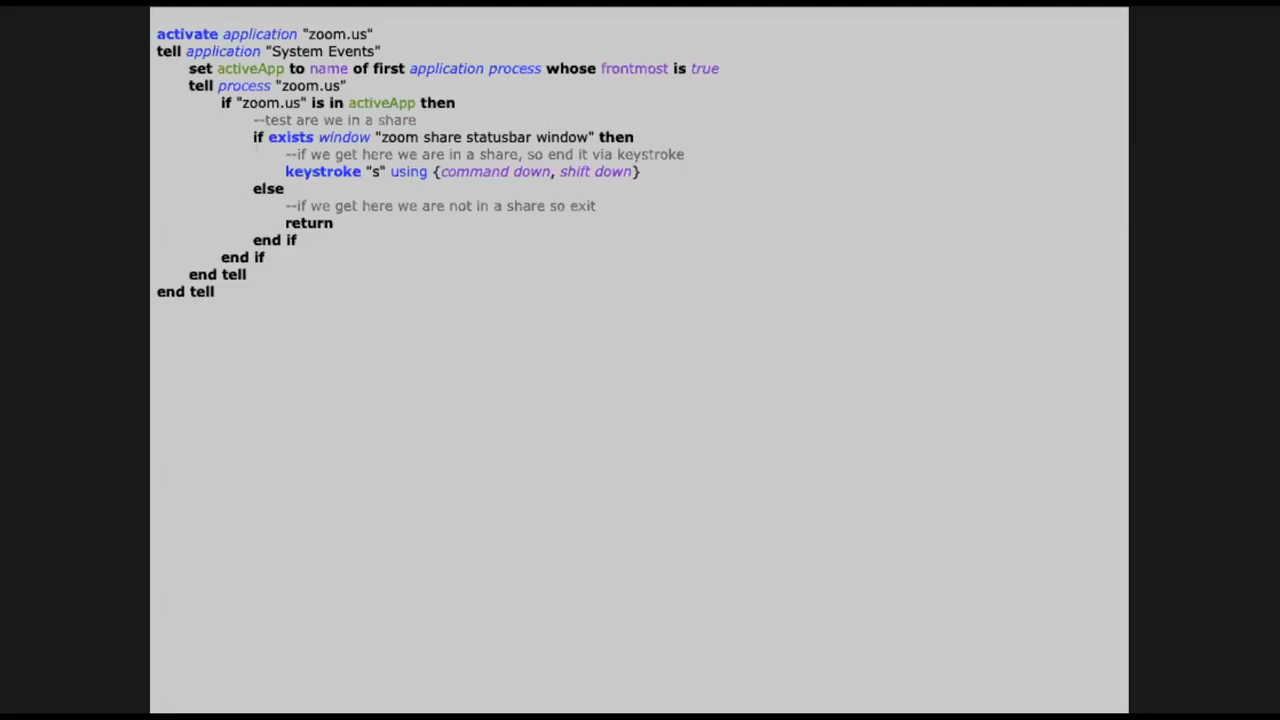 activate application "zoom.us"
tell application "System Events"
set activeApp to name of first application process whose frontmost is true
tell process "zoom.us"
if "zoom.us" is in activeApp then
--test are we in a share
if exists window "zoom share statusbar window" then
--if we get here we are in a share, so end it via keystroke
keystroke "s" using {command down, shift down}
else
--if we get here we are not in a share so exit
return
end if
end if
end tell
end tell